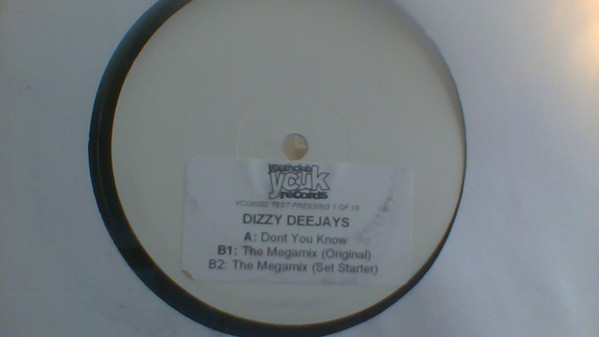 ycuk
records
TEST PRESSING 1 OF 15
DIZZY DEEJAYS
A: Dont You Know
B1: The Megamix (Original)
B2: The Megamix (Set Starter)